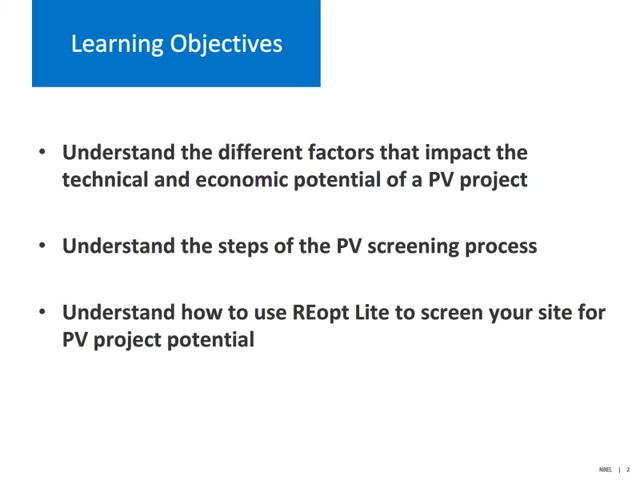 Learning Objectives
• Understand the different factors that impact the
technical and economic potential of a PV project
• Understand the steps of the PV screening process
• Understand how to use REopt Lite to screen your site for
PV project potential
NREL | 2